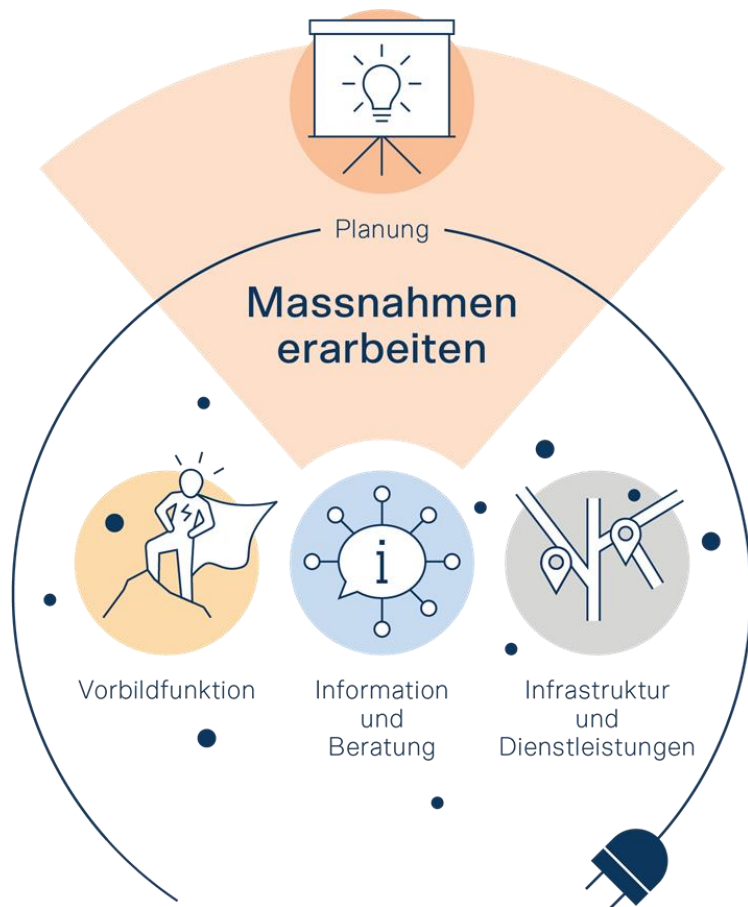 Planung
Massnahmen
erarbeiten
i
Vorbildfunktion
Information
und
Beratung
Infrastruktur
und
Dienstleistungen